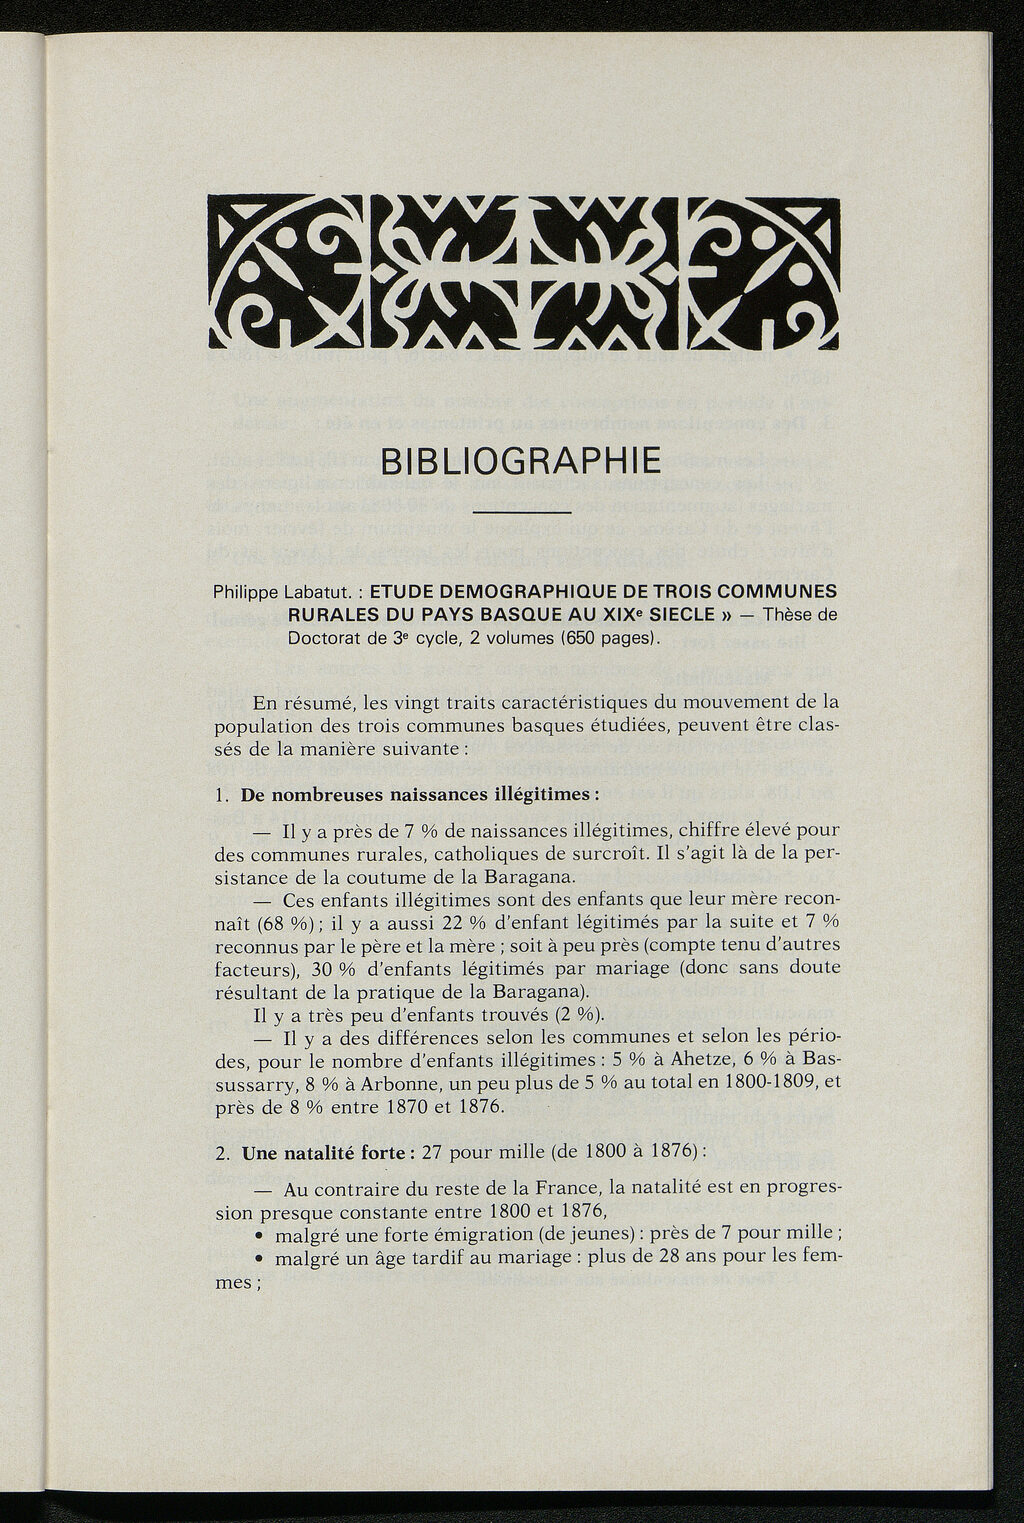 BIBLIOGRAPHIE
Philippe Labatut. : ETUDE DEMOGRAPHIQUE DE TROIS COMMUNES
RURALES DU PAYS BASQUE AU XIXe SIECLE » — Thèse de
Doctorat de 3e cycle, 2 volumes (650 pages).
En résumé, les vingt traits caractéristiques du mouvement de la
population des trois communes basques étudiées, peuvent être clas-
sés de la manière suivante :
1. De nombreuses naissances illégitimes :
— Il y a près de 7 % de naissances illégitimes, chiffre élevé pour
des communes rurales, catholiques de surcroît. Il s'agit là de la per-
sistance de la coutume de la Baragana.
— Ces enfants illégitimes sont des enfants que leur mère recon-
naît (68 %) ; il y a aussi 22 % d'enfant légitimés par la suite et 7 %
reconnus par le père et la mère ; soit à peu près (compte tenu d'autres
facteurs), 30 % d'enfants légitimés par mariage (donc sans doute
résultant de la pratique de la Baragana).
Il y a très peu d'enfants trouvés (2 %).
— Il y a des différences selon les communes et selon les pério-
des, pour le nombre d'enfants illégitimes : 5 % à Ahetze, 6 % à Bas-
sussarry, 8 % à Arbonne, un peu plus de 5 % au total en 1800-1809, et
près de 8 % entre 1870 et 1876.
2. Une natalité forte : 27 pour mille (de 1800 à 1876) :
— Au contraire du reste de la France, la natalité est en progres-
sion presque constante entre 1800 et 1876,
• malgré une forte émigration (de jeunes) : près de 7 pour mille ;
• malgré un âge tardif au mariage : plus de 28 ans pour les fem-
mes ;